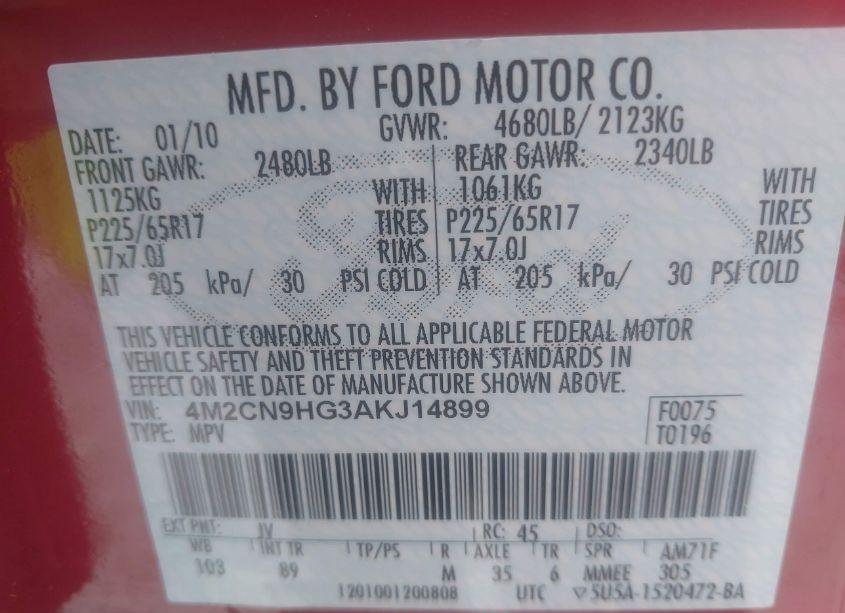 MFD. BY FORD MOTOR CO.
DATE: 01/10 GVWR: 4680LB/ 2123KG
FRONT GAWR: 2480LB REAR GAWR: 2340LB
1125KG WITH 1061KG WITH
P225/65R17 TIRES P225/65R17 TIRES
17x7.0J RIMS 17x7.0J RIMS
AT 205 kPa/ 30 PSI COLD AT 205 kPa/ 30 PSI COLD
THIS VEHICLE CONFORMS TO ALL APPLICABLE FEDERAL MOTOR
VEHICLE SAFETY AND THEFT PREVENTION STANDARDS IN
EFFECT ON THE DATE OF MANUFACTURE SHOWN ABOVE.
VIN: 4M2CN9HG3AKJ14899 F0075
TYPE: MPV T0196
EXT PNT: JV RC: 45 DSO:
WB INT TR TP/PS R AXLE TR SPR AM71F
103 89 M 35 6 MMEE 305
1201001200808 UTC ▽5U5A-1520472-BA